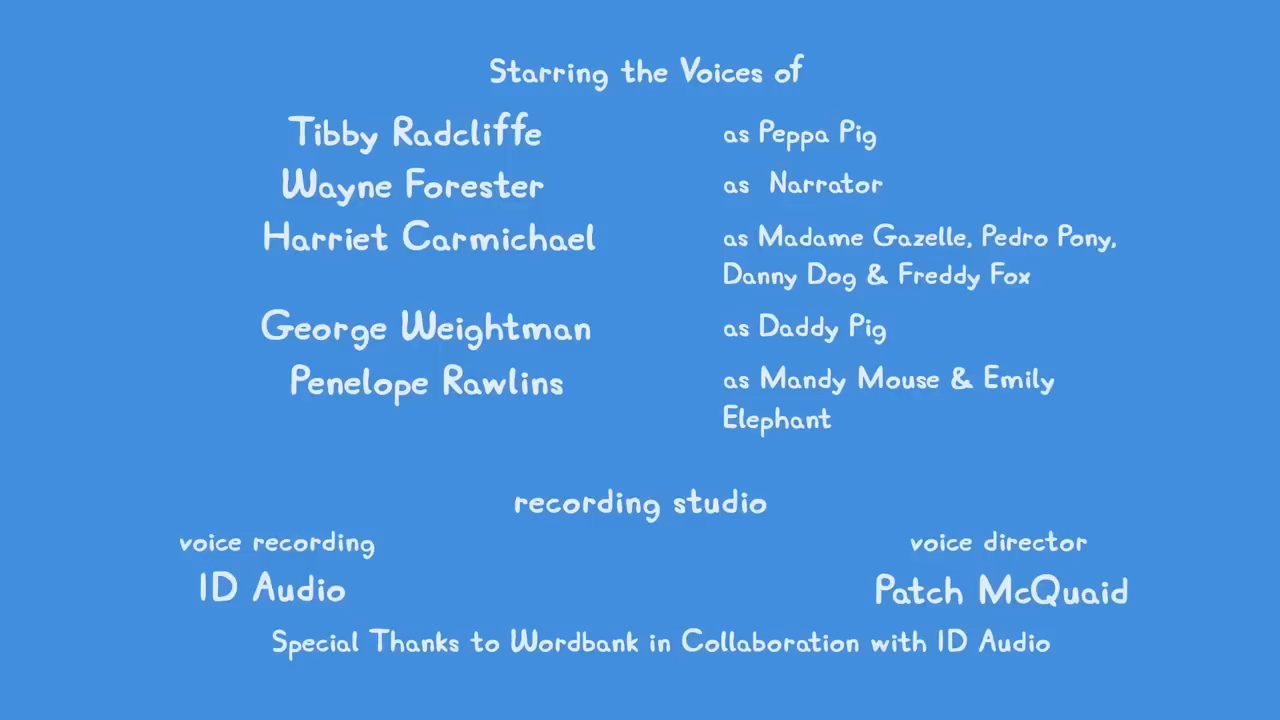 Starring the Voices of
Tibby Radcliffe as Peppa Pig
Wayne Forester as Narrator
Harriet Carmichael as Madame Gazelle, Pedro Pony,
Danny Dog & Freddy Fox
George Weightman as Daddy Pig
Penelope Rawlins as Mandy Mouse & Emily
Elephant
recording studio
voice recording voice director
ID Audio Patch McQuaid
Special Thanks to Wordbank in Collaboration with ID Audio